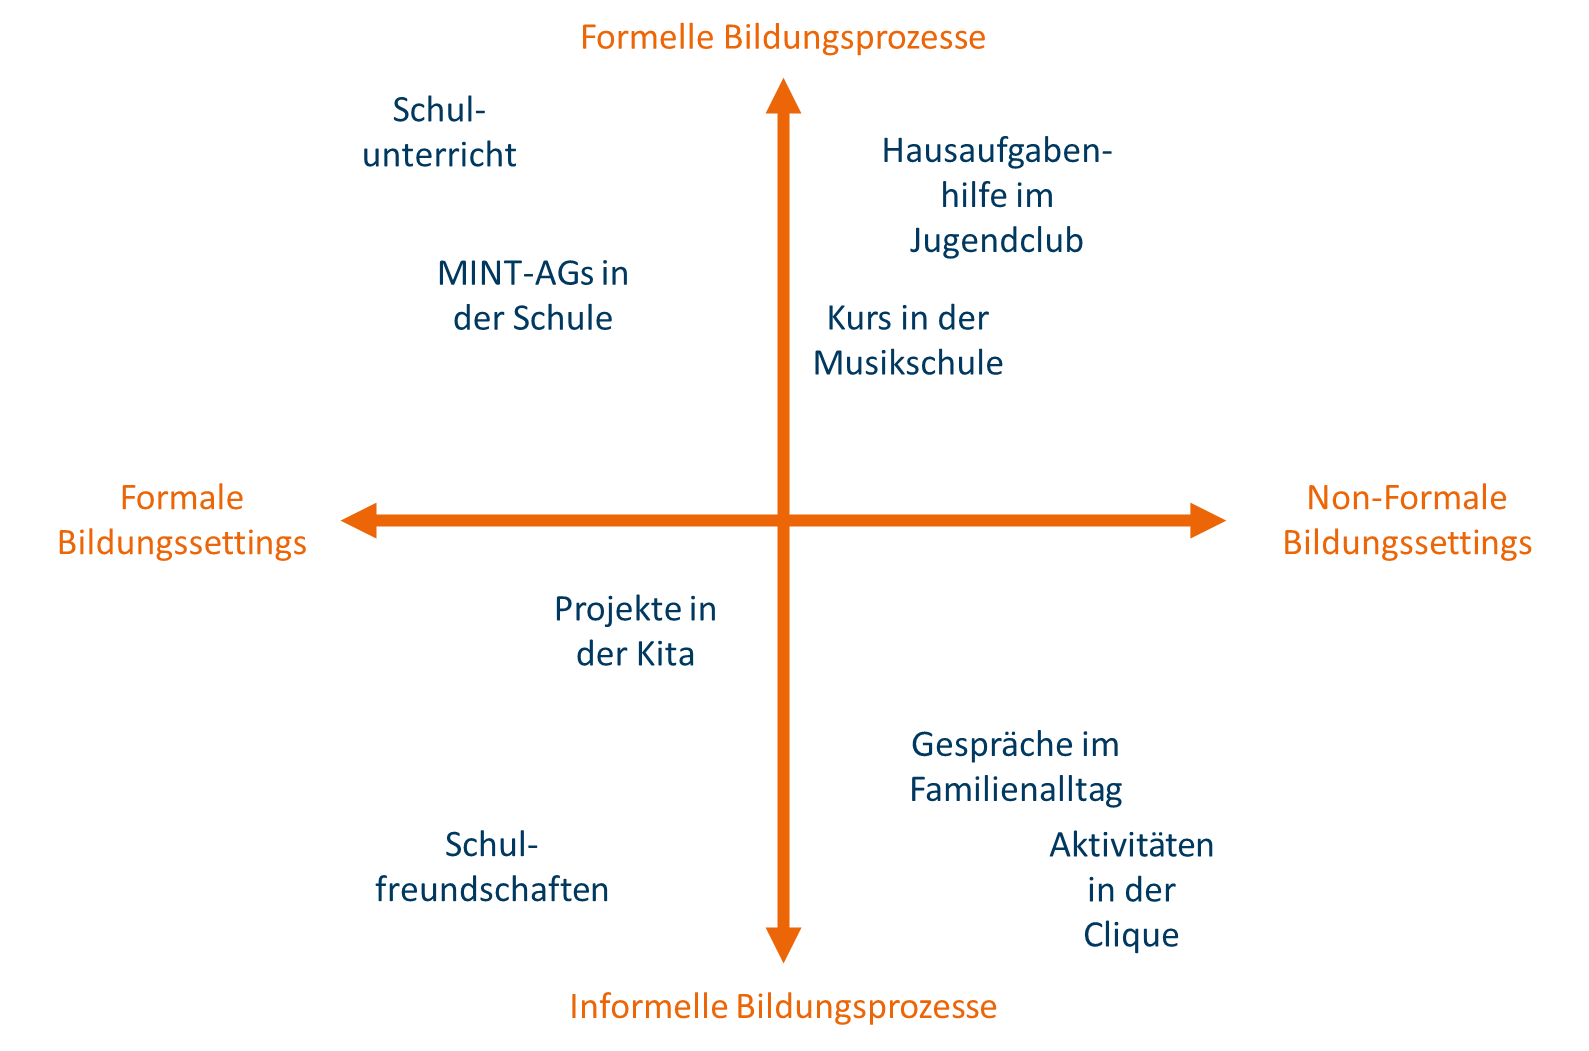 Formelle Bildungsprozesse
Schul-
unterricht
Hausaufgaben-
hilfe im
Jugendclub
MINT-AGs in
der Schule
Kurs in der
Musikschule
Formale
Bildungssettings
Non-Formale
Bildungssettings
Projekte in
der Kita
Gespräche im
Familienalltag
Schul-
freundschaften
Aktivitäten
in der
Clique
Informelle Bildungsprozesse